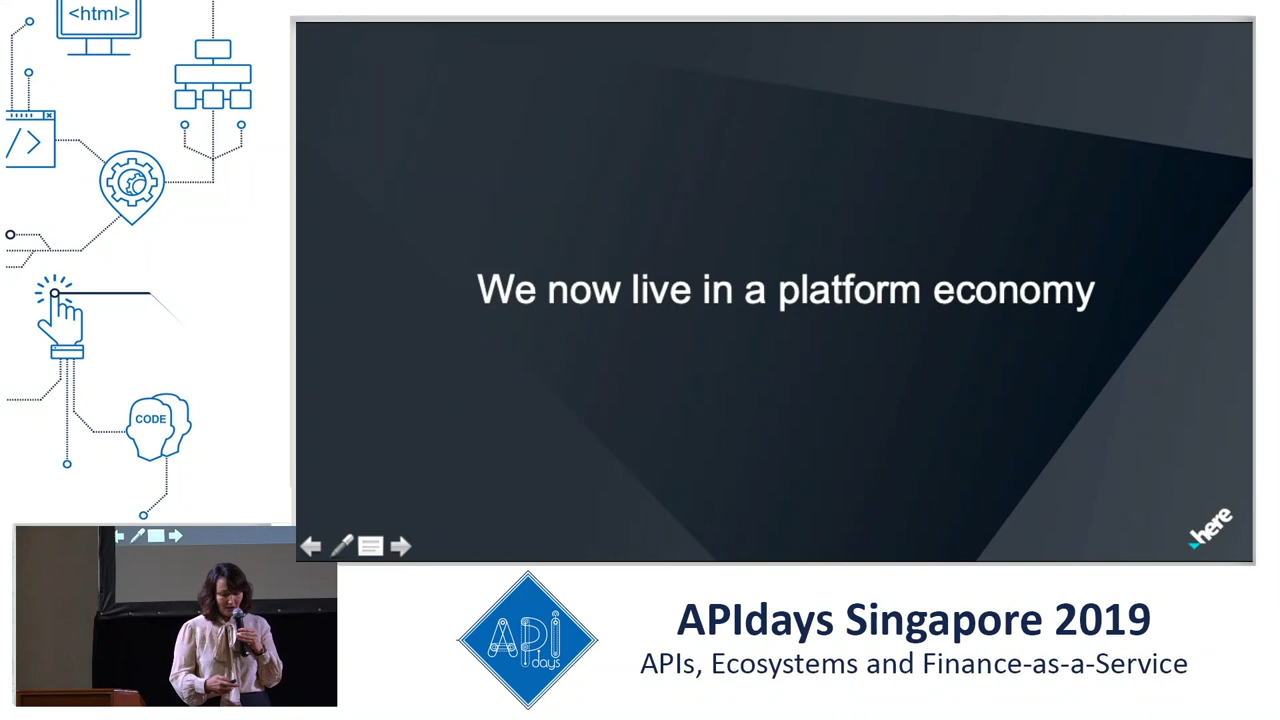 <html>
</>
CODE
We now live in a platform economy
here
API
days
APIdays Singapore 2019
APIs, Ecosystems and Finance-as-a-Service